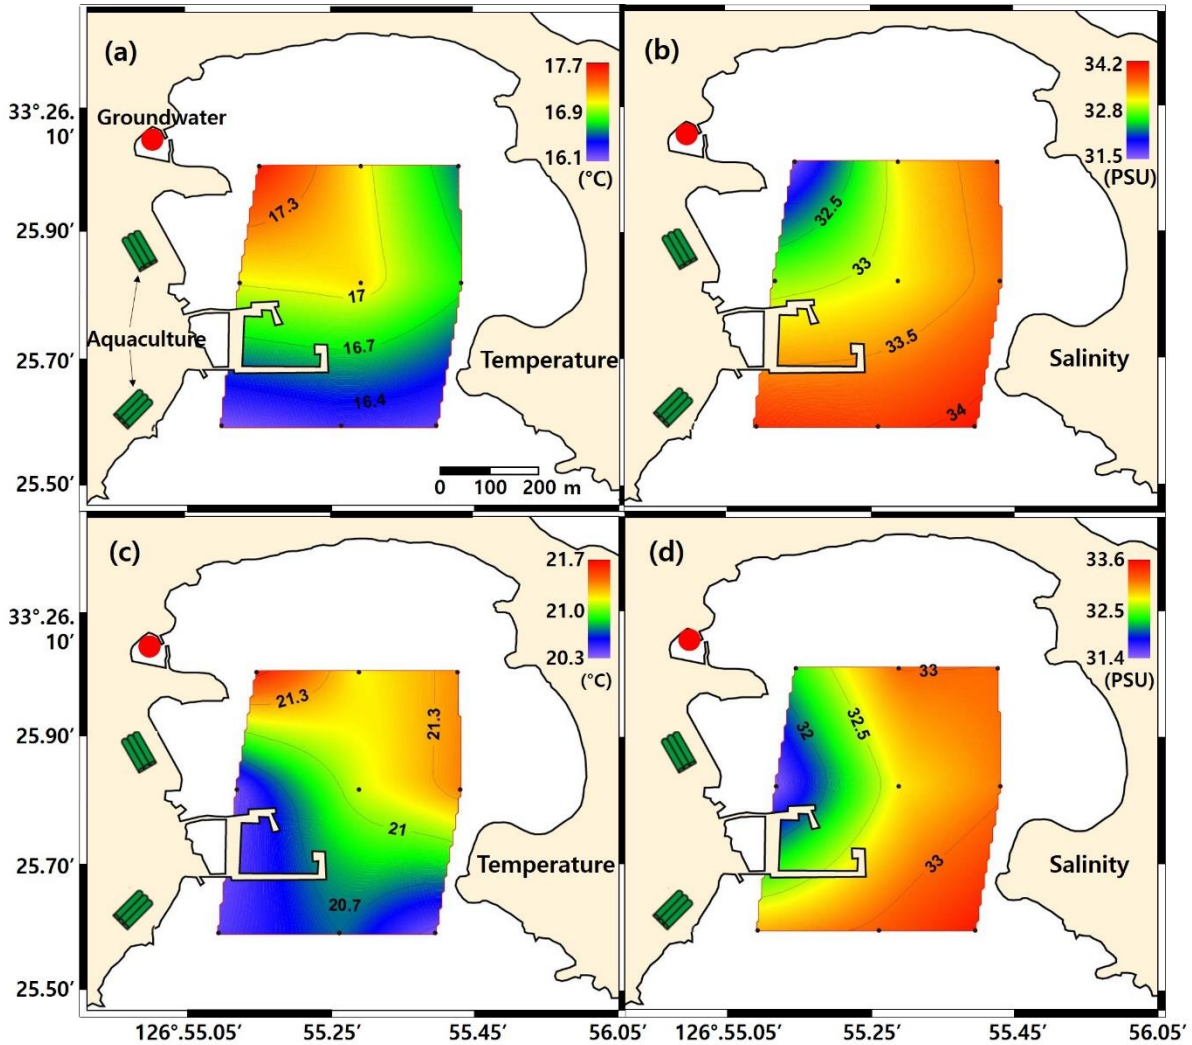 (a)
17.7
16.9
16.1
(°C)
Groundwater
17.3
17
16.7
16.4
Aquaculture
Temperature
0 100 200 m
33°.26.
10′
25.90′
25.70′
25.50′
(b)
34.2
32.8
31.5
(PSU)
32.5
33
33.5
34
Salinity
(c)
21.7
21.0
20.3
(°C)
21.3
21.3
21
20.7
Temperature
33°.26.
10′
25.90′
25.70′
25.50′
(d)
33.6
32.5
31.4
(PSU)
33
32.5
32
33
Salinity
126°.55.05′ 55.25′ 55.45′ 56.05′
126°.55.05′ 55.25′ 55.45′ 56.05′